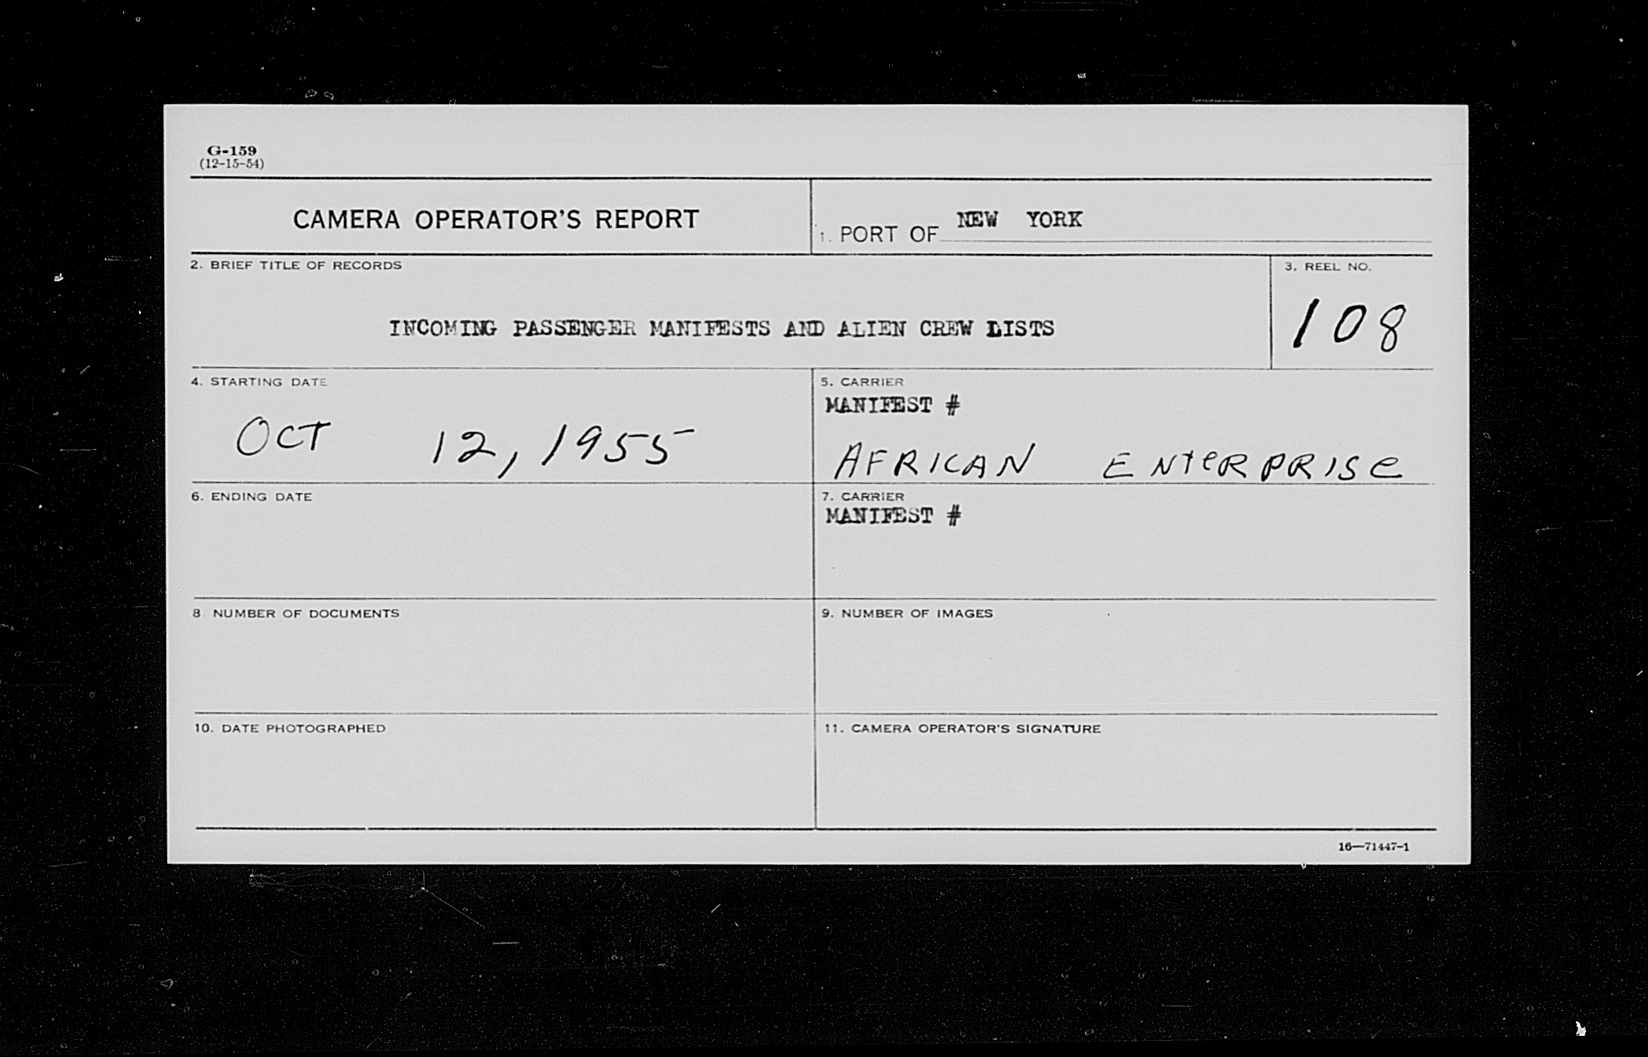 G-159
(12-15-54)
CAMERA OPERATOR'S REPORT
1. PORT OF NEW YORK
2. BRIEF TITLE OF RECORDS
INCOMING PASSENGER MANIFESTS AND ALIEN CREW LISTS
3. REEL NO.
108
4. STARTING DATE
OCT 12, 1955
5. CARRIER
MANIFEST #
AFRICAN ENTERPRISE
6. ENDING DATE
7. CARRIER
MANIFEST #
8 NUMBER OF DOCUMENTS
9. NUMBER OF IMAGES
10. DATE PHOTOGRAPHED
11. CAMERA OPERATOR'S SIGNATURE
16—71447-1